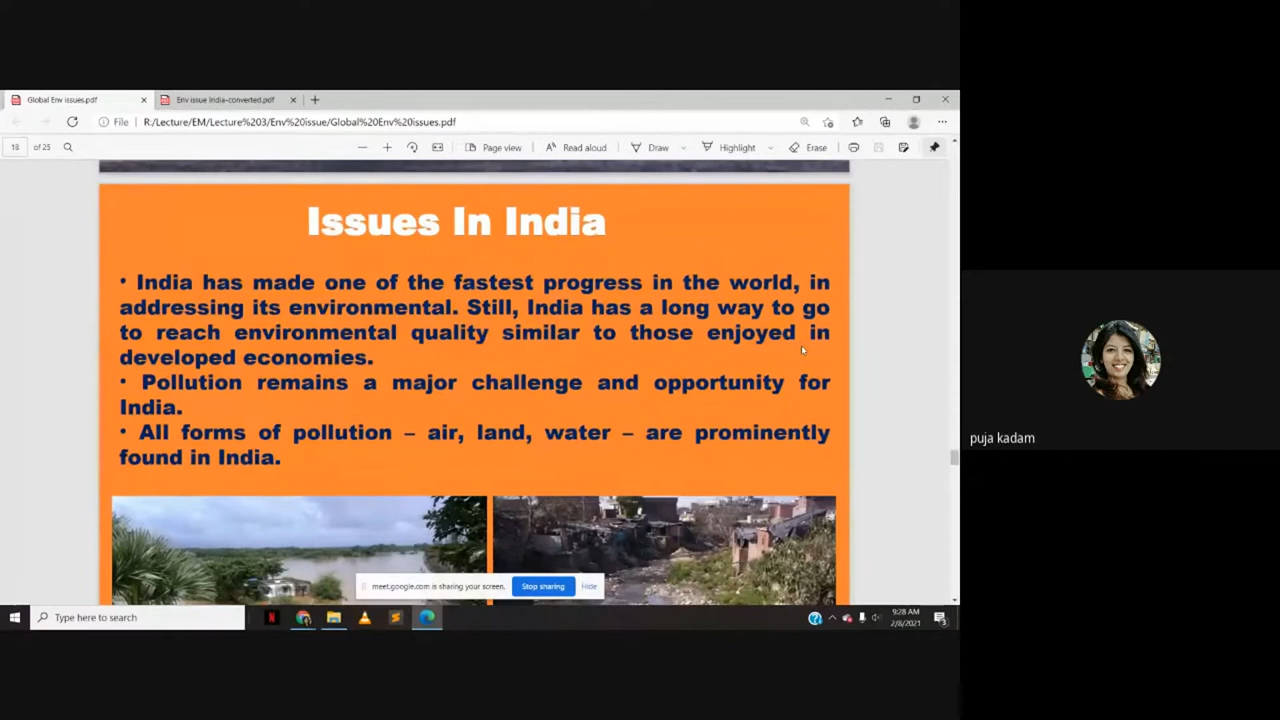 Global Env issues.pdf
Env issue India-converted.pdf
File
R:/Lecture/EM/Lecture%203/Env%20issue/Global%20Env%20issues.pdf
18 of 25
Page view
Read aloud
Draw
Highlight
Erase
Issues In India
• India has made one of the fastest progress in the world, in
addressing its environmental. Still, India has a long way to go
to reach environmental quality similar to those enjoyed in
developed economies.
• Pollution remains a major challenge and opportunity for
India.
• All forms of pollution – air, land, water – are prominently
found in India.
puja kadam
meet.google.com is sharing your screen.
Stop sharing
Hide
Type here to search
9:28 AM
2/8/2021